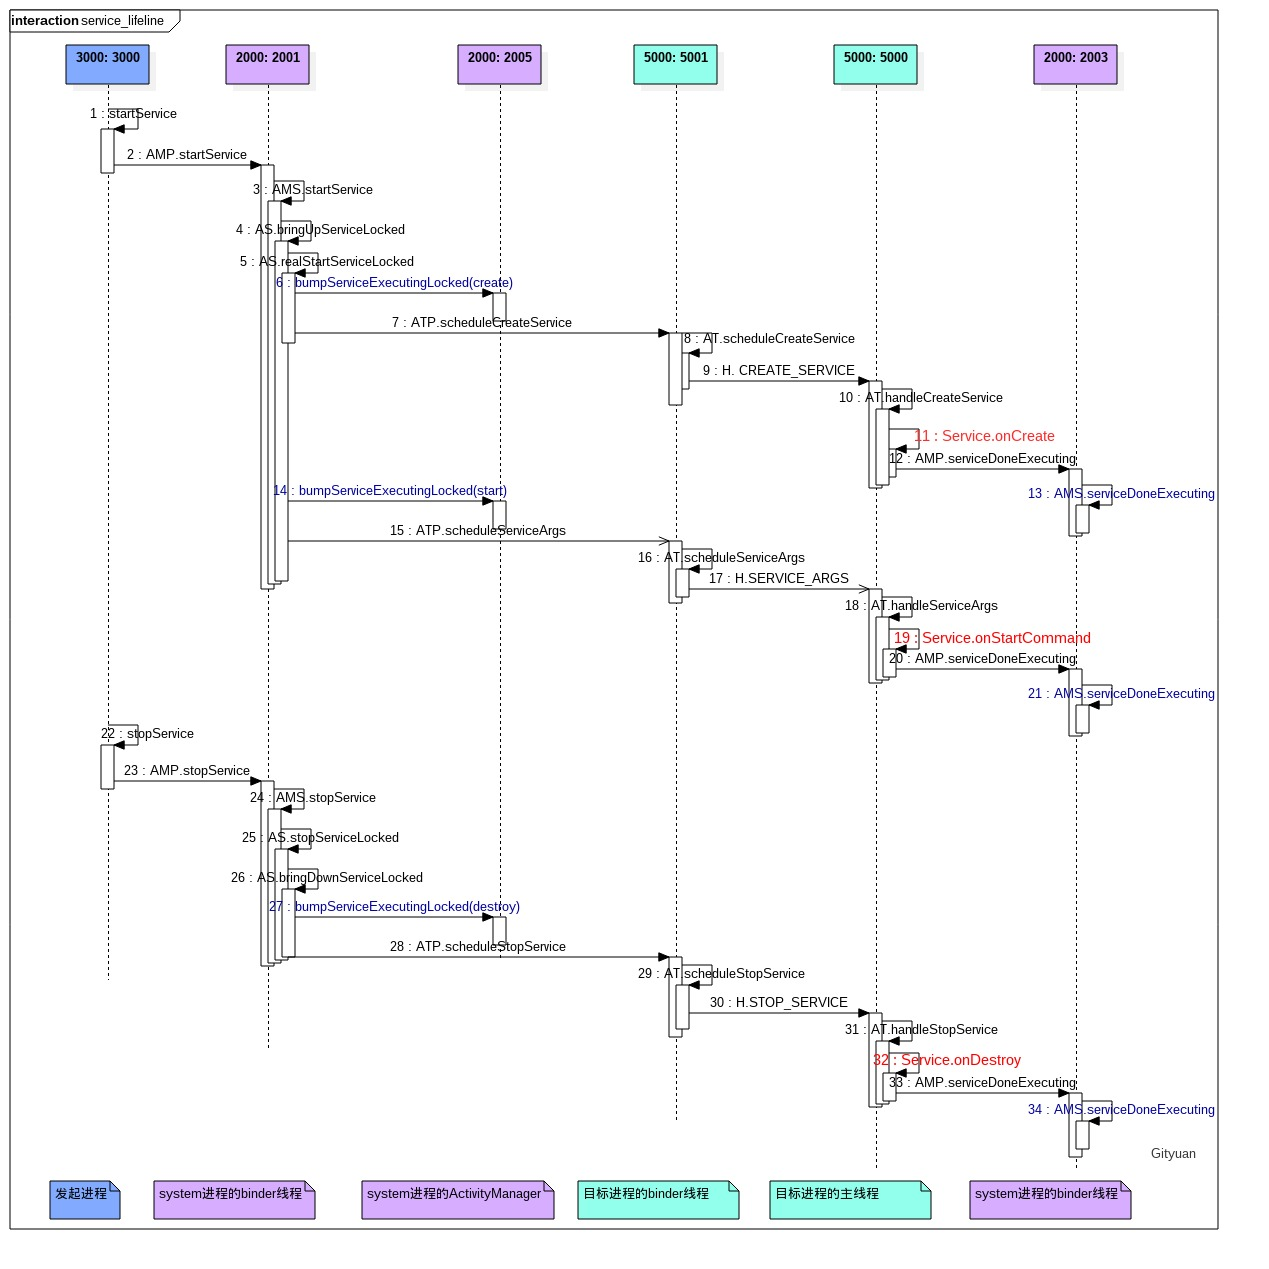 interaction service_lifeline
3000: 3000
2000: 2001
2000: 2005
5000: 5001
5000: 5000
2000: 2003
1 : startService
2 : AMP.startService
3 : AMS.startService
4 : AS.bringUpServiceLocked
5 : AS.realStartServiceLocked
6 : bumpServiceExecutingLocked(create)
7 : ATP.scheduleCreateService
8 : AT.scheduleCreateService
9 : H. CREATE_SERVICE
10 : AT.handleCreateService
11 : Service.onCreate
12 : AMP.serviceDoneExecuting
13 : AMS.serviceDoneExecuting
14 : bumpServiceExecutingLocked(start)
15 : ATP.scheduleServiceArgs
16 : AT.scheduleServiceArgs
17 : H.SERVICE_ARGS
18 : AT.handleServiceArgs
19 : Service.onStartCommand
20 : AMP.serviceDoneExecuting
21 : AMS.serviceDoneExecuting
22 : stopService
23 : AMP.stopService
24 : AMS.stopService
25 : AS.stopServiceLocked
26 : AS.bringDownServiceLocked
27 : bumpServiceExecutingLocked(destroy)
28 : ATP.scheduleStopService
29 : AT.scheduleStopService
30 : H.STOP_SERVICE
31 : AT.handleStopService
32 : Service.onDestroy
33 : AMP.serviceDoneExecuting
34 : AMS.serviceDoneExecuting
Gityuan
发起进程
system进程的binder线程
system进程的ActivityManager
目标进程的binder线程
目标进程的主线程
system进程的binder线程